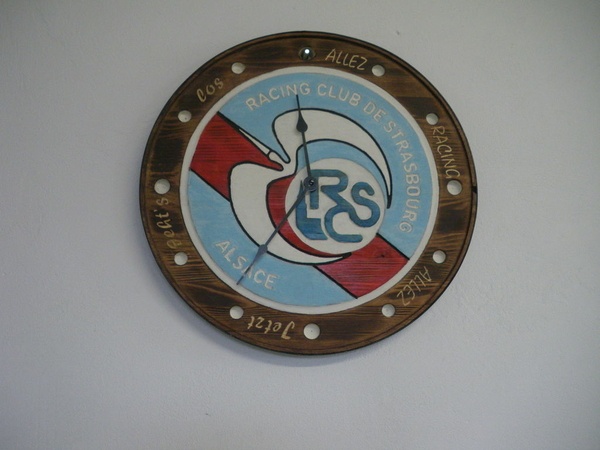 ALLEZ
RACING
ALLEZ
Jetzt
geht's
los
RACING CLUB DE STRASBOURG
ALSACE
RCS